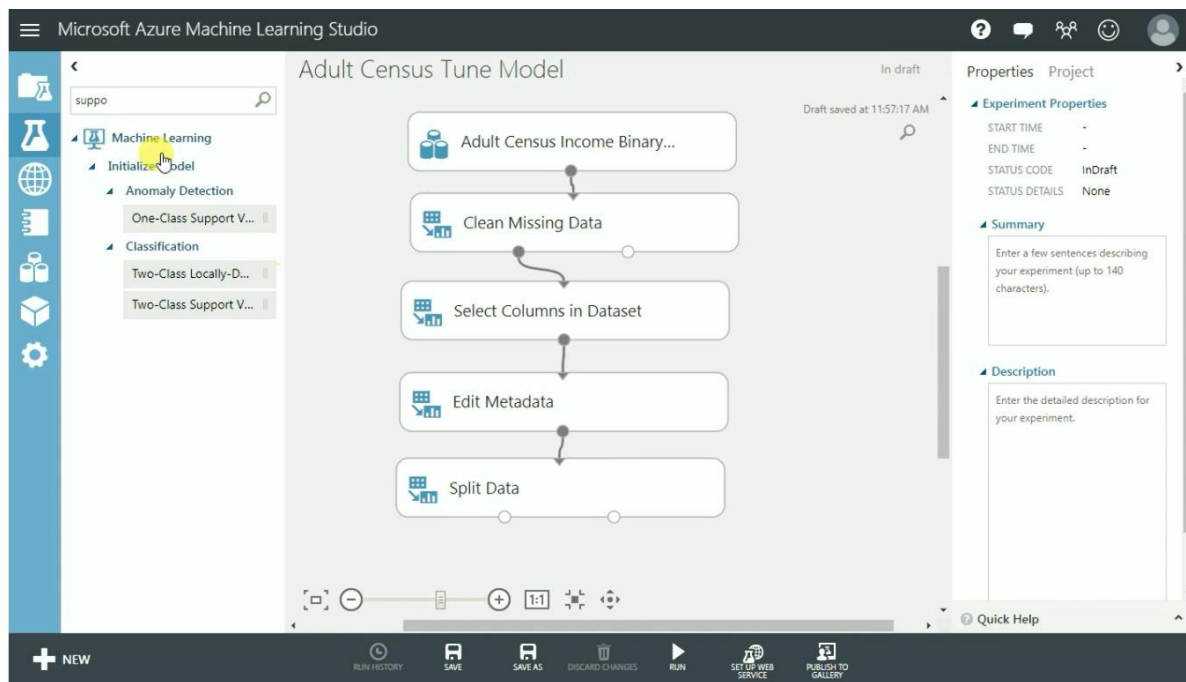 Microsoft Azure Machine Learning Studio
suppo
Machine Learning
Anomaly Detection
One-Class Support V...
Classification
Two-Class Locally-D...
Two-Class Support V...
Adult Census Tune Model
In draft
Draft saved at 11:57:17 AM
Adult Census Income Binary...
Clean Missing Data
Select Columns in Dataset
Edit Metadata
Split Data
1:1
Properties Project
Experiment Properties
START TIME -
END TIME -
STATUS CODE InDraft
STATUS DETAILS None
Summary
Enter a few sentences describing
your experiment (up to 140
characters).
Description
Enter the detailed description for
your experiment.
Quick Help
NEW
RUN HISTORY
SAVE
SAVE AS
DISCARD CHANGES
RUN
SET UP WEB
SERVICE
PUBLISH TO
GALLERY